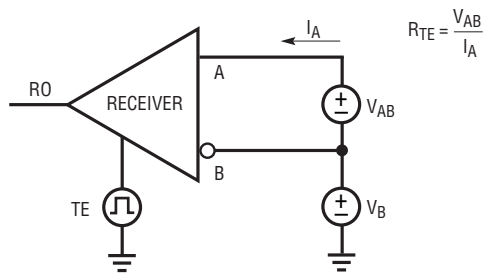 I_A
R_TE = V_AB / I_A
A
RO
RECEIVER
+
−
V_AB
B
TE
+
−
V_B